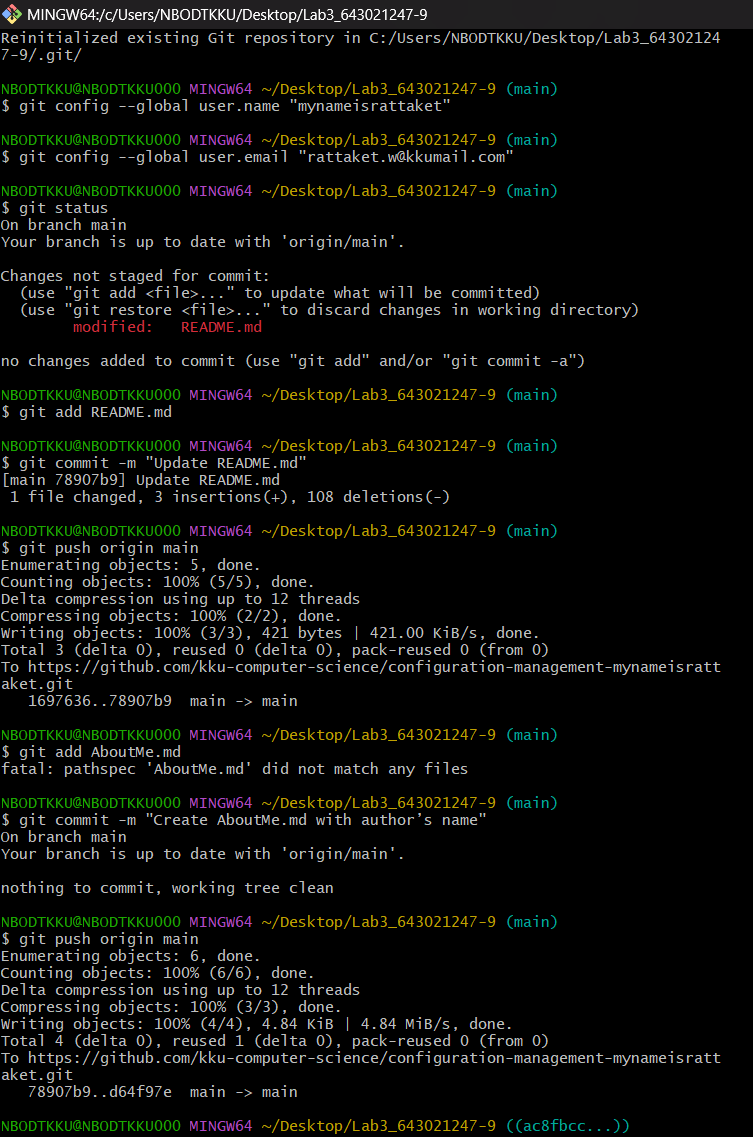 MINGW64:/c/Users/NBODTKKU/Desktop/Lab3_643021247-9
Reinitialized existing Git repository in C:/Users/NBODTKKU/Desktop/Lab3_64302124
7-9/.git/
NBODTKKU@NBODTKKU000 MINGW64 ~/Desktop/Lab3_643021247-9 (main)
$ git config --global user.name "mynameisrattaket"
NBODTKKU@NBODTKKU000 MINGW64 ~/Desktop/Lab3_643021247-9 (main)
$ git config --global user.email "rattaket.w@kkumail.com"
NBODTKKU@NBODTKKU000 MINGW64 ~/Desktop/Lab3_643021247-9 (main)
$ git status
On branch main
Your branch is up to date with 'origin/main'.
Changes not staged for commit:
  (use "git add <file>..." to update what will be committed)
  (use "git restore <file>..." to discard changes in working directory)
        modified:   README.md
no changes added to commit (use "git add" and/or "git commit -a")
NBODTKKU@NBODTKKU000 MINGW64 ~/Desktop/Lab3_643021247-9 (main)
$ git add README.md
NBODTKKU@NBODTKKU000 MINGW64 ~/Desktop/Lab3_643021247-9 (main)
$ git commit -m "Update README.md"
[main 78907b9] Update README.md
 1 file changed, 3 insertions(+), 108 deletions(-)
NBODTKKU@NBODTKKU000 MINGW64 ~/Desktop/Lab3_643021247-9 (main)
$ git push origin main
Enumerating objects: 5, done.
Counting objects: 100% (5/5), done.
Delta compression using up to 12 threads
Compressing objects: 100% (2/2), done.
Writing objects: 100% (3/3), 421 bytes | 421.00 KiB/s, done.
Total 3 (delta 0), reused 0 (delta 0), pack-reused 0 (from 0)
To https://github.com/kku-computer-science/configuration-management-mynameisratt
aket.git
   1697636..78907b9  main -> main
NBODTKKU@NBODTKKU000 MINGW64 ~/Desktop/Lab3_643021247-9 (main)
$ git add AboutMe.md
fatal: pathspec 'AboutMe.md' did not match any files
NBODTKKU@NBODTKKU000 MINGW64 ~/Desktop/Lab3_643021247-9 (main)
$ git commit -m "Create AboutMe.md with author’s name"
On branch main
Your branch is up to date with 'origin/main'.
nothing to commit, working tree clean
NBODTKKU@NBODTKKU000 MINGW64 ~/Desktop/Lab3_643021247-9 (main)
$ git push origin main
Enumerating objects: 6, done.
Counting objects: 100% (6/6), done.
Delta compression using up to 12 threads
Compressing objects: 100% (3/3), done.
Writing objects: 100% (4/4), 4.84 KiB | 4.84 MiB/s, done.
Total 4 (delta 0), reused 1 (delta 0), pack-reused 0 (from 0)
To https://github.com/kku-computer-science/configuration-management-mynameisratt
aket.git
   78907b9..d64f97e  main -> main
NBODTKKU@NBODTKKU000 MINGW64 ~/Desktop/Lab3_643021247-9 ((ac8fbcc...))